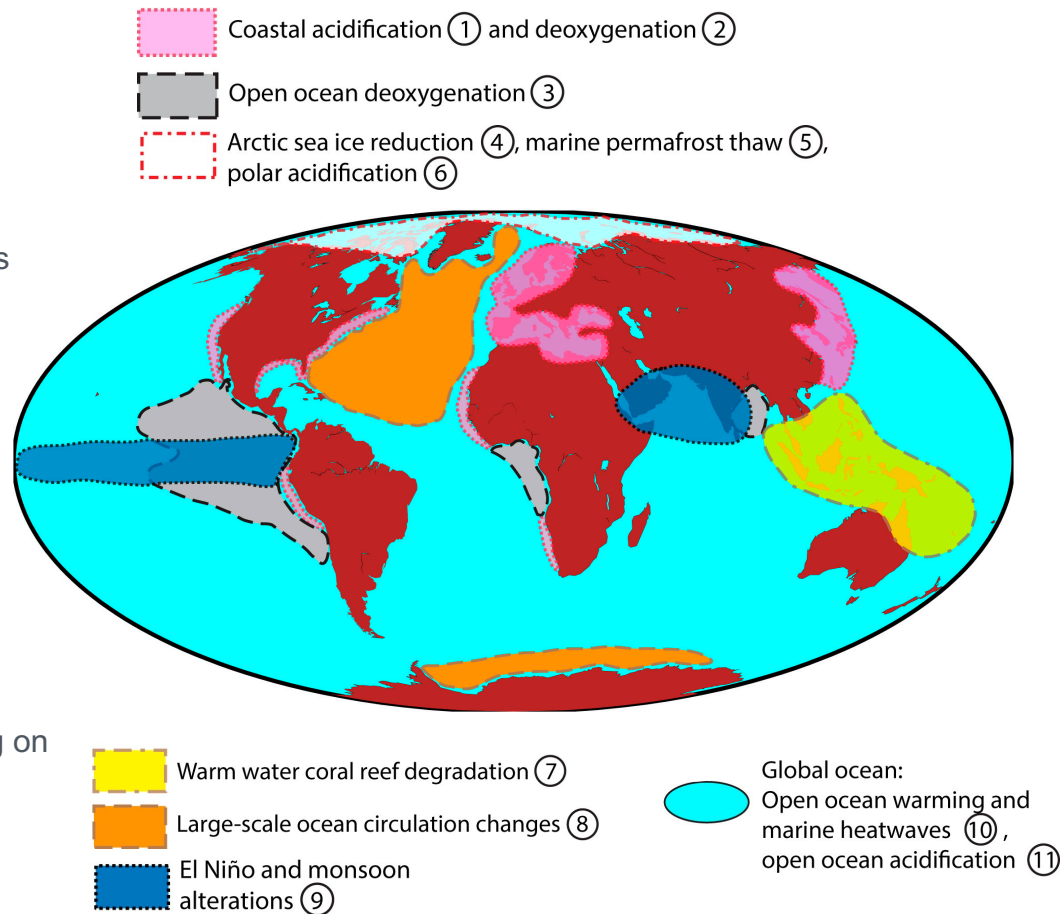 Coastal acidification ① and deoxygenation ②
Open ocean deoxygenation ③
Arctic sea ice reduction ④, marine permafrost thaw ⑤,
polar acidification ⑥
s
g on
Warm water coral reef degradation ⑦
Large-scale ocean circulation changes ⑧
El Niño and monsoon
alterations ⑨
Global ocean:
Open ocean warming and
marine heatwaves ⑩ ,
open ocean acidification ⑪